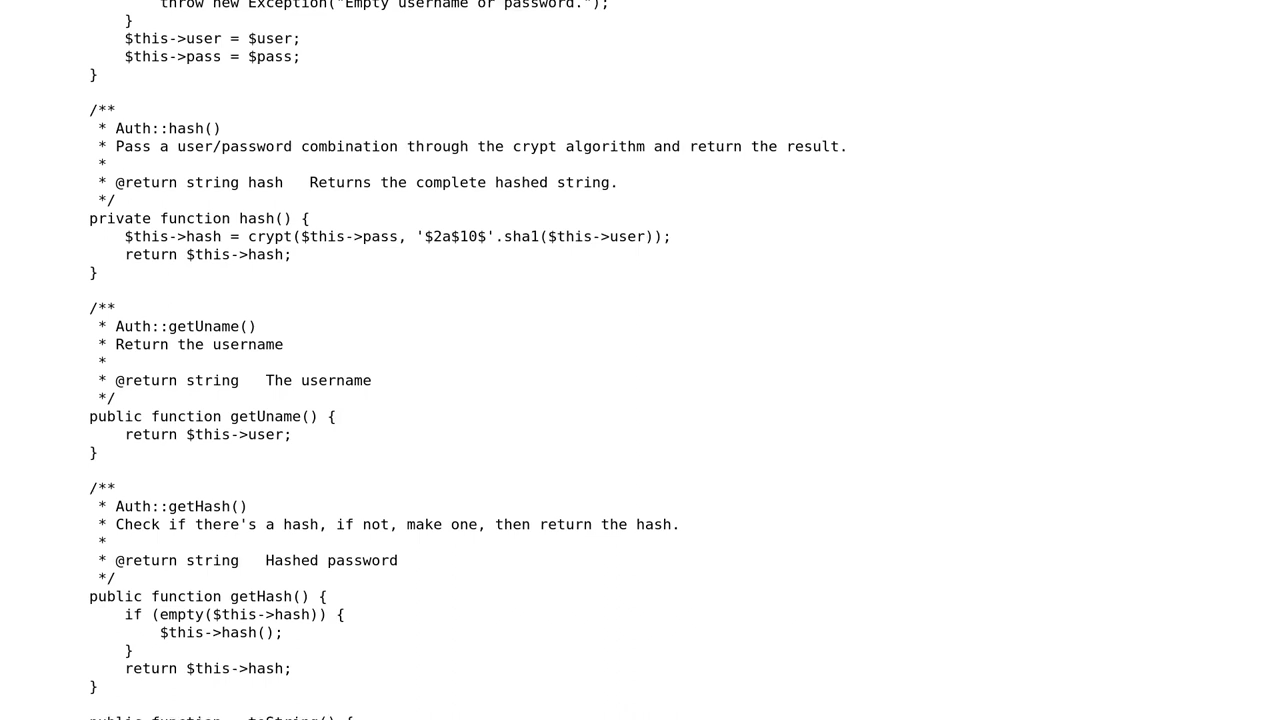 throw new Exception("Empty username or password.");
}
$this->user = $user;
$this->pass = $pass;
}
/**
* Auth::hash()
* Pass a user/password combination through the crypt algorithm and return the result.
*
* @return string hash   Returns the complete hashed string.
*/
private function hash() {
$this->hash = crypt($this->pass, '$2a$10$'.sha1($this->user));
return $this->hash;
}
/**
* Auth::getUname()
* Return the username
*
* @return string   The username
*/
public function getUname() {
return $this->user;
}
/**
* Auth::getHash()
* Check if there's a hash, if not, make one, then return the hash.
*
* @return string   Hashed password
*/
public function getHash() {
if (empty($this->hash)) {
$this->hash();
}
return $this->hash;
}
public function __toString() {